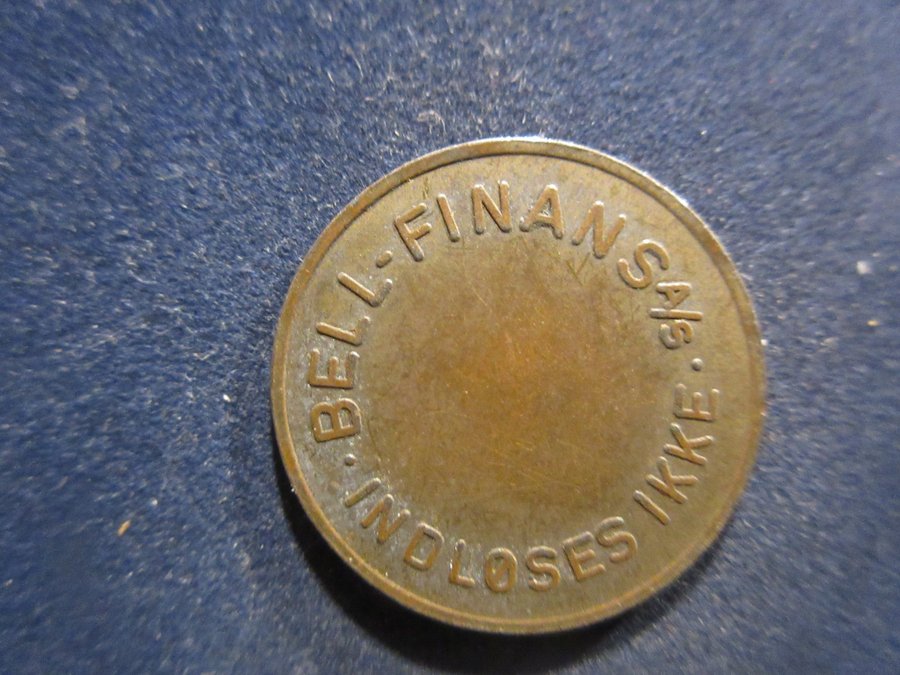 BELL-FINANS A/S
· INDLØSES IKKE ·